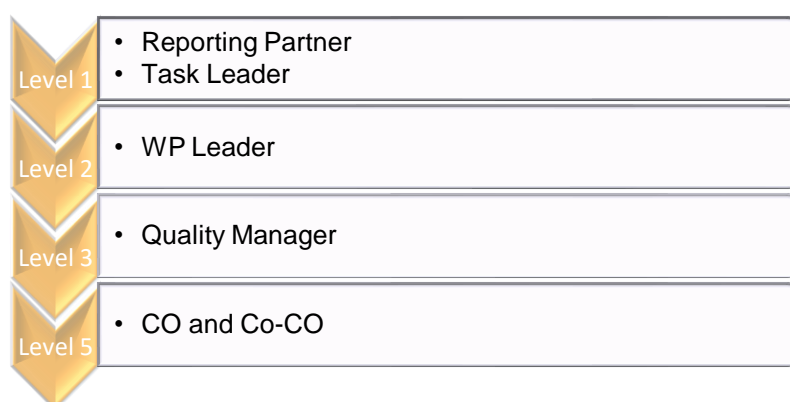 Level 1
• Reporting Partner
• Task Leader
Level 2
• WP Leader
Level 3
• Quality Manager
Level 5
• CO and Co-CO